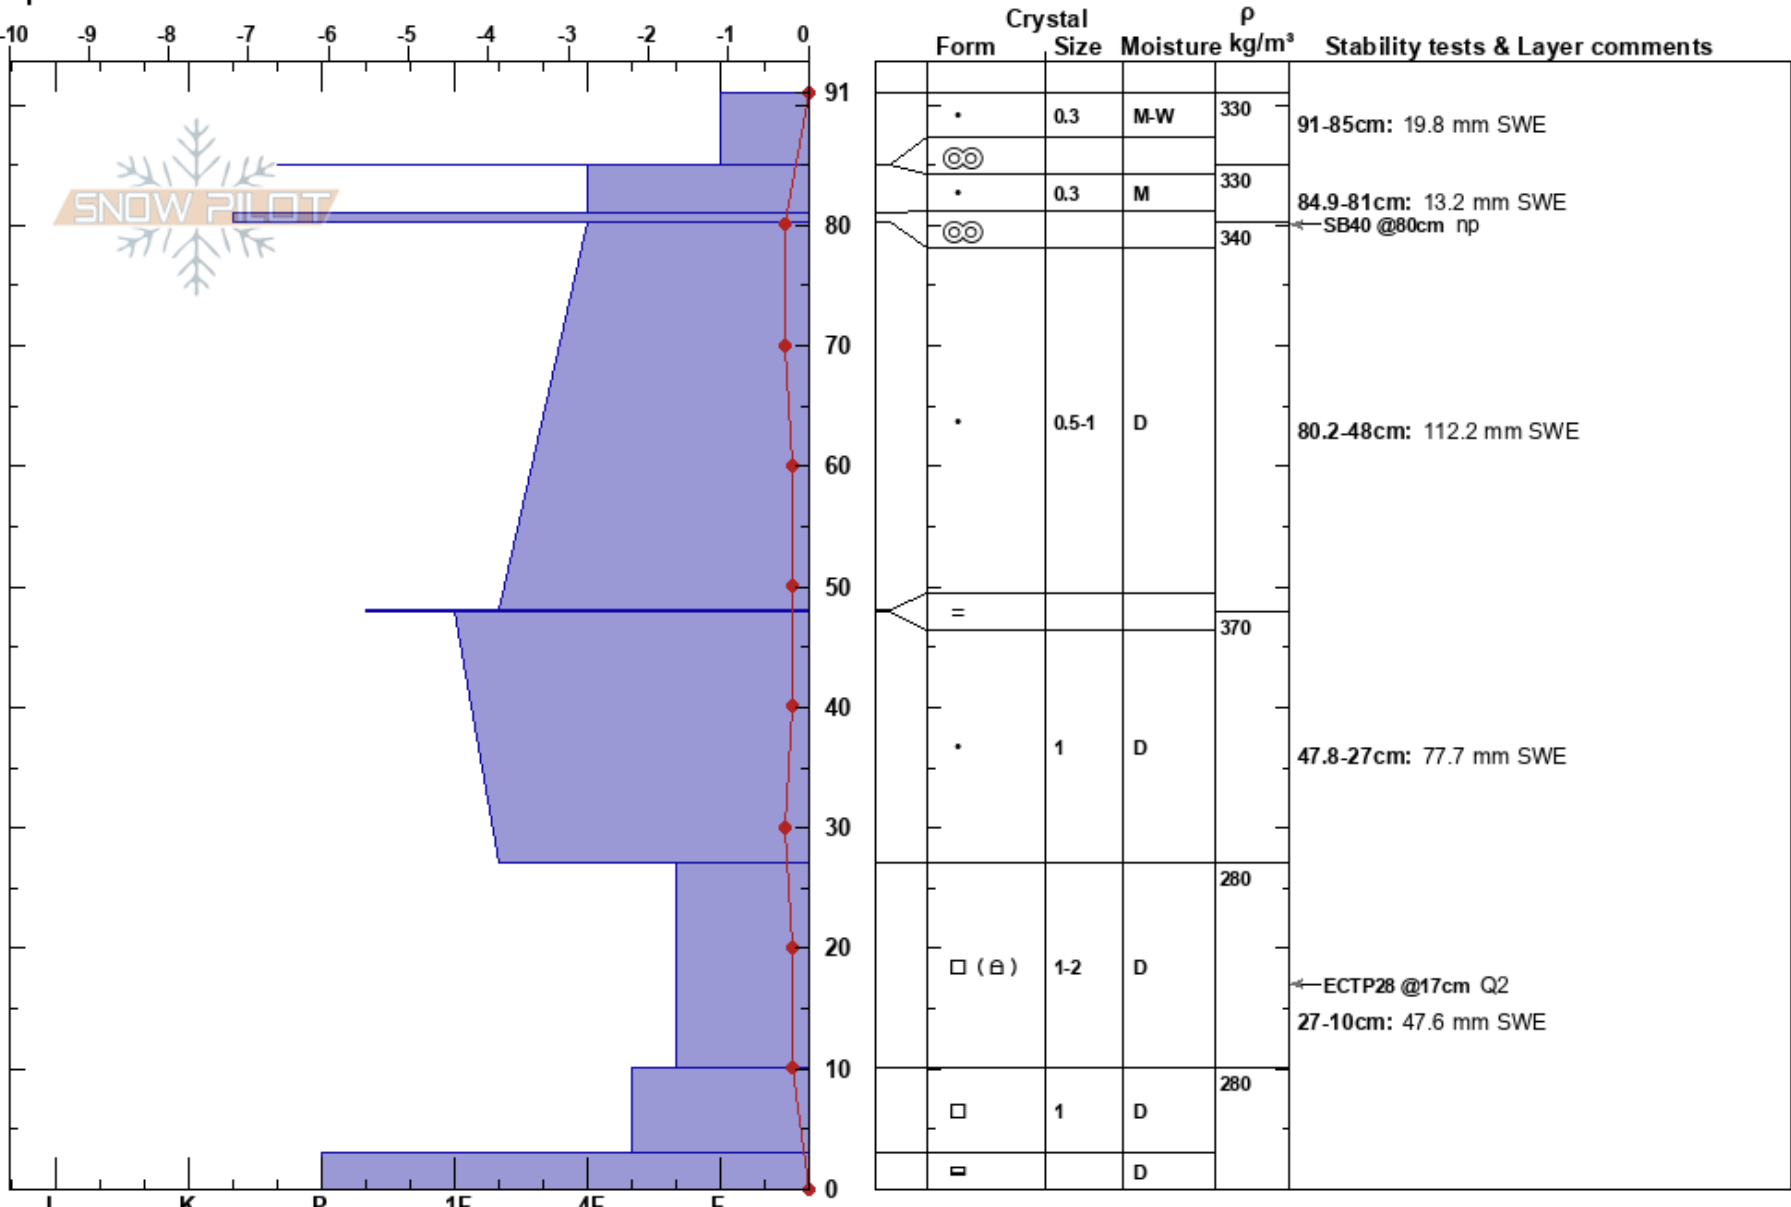 Crystal ρ
-10 -9 -8 -7 -6 -5 -4 -3 -2 -1 0 Form Size Moisture kg/m³ Stability tests & Layer comments
91
330
• 0.3 M-W
91-85cm: 19.8 mm SWE
330
• 0.3 M
SNOW PILOT
84.9-81cm: 13.2 mm SWE
80 SB40 @80cm np
340
70
• 0.5-1 D
80.2-48cm: 112.2 mm SWE
60
50
=
370
40
• 1 D
47.8-27cm: 77.7 mm SWE
30
280
20
□ (    ) 1-2 D
ECTP28 @17cm Q2
27-10cm: 47.6 mm SWE
10
280
□ 1 D
D
0
I K P 1F 4F F